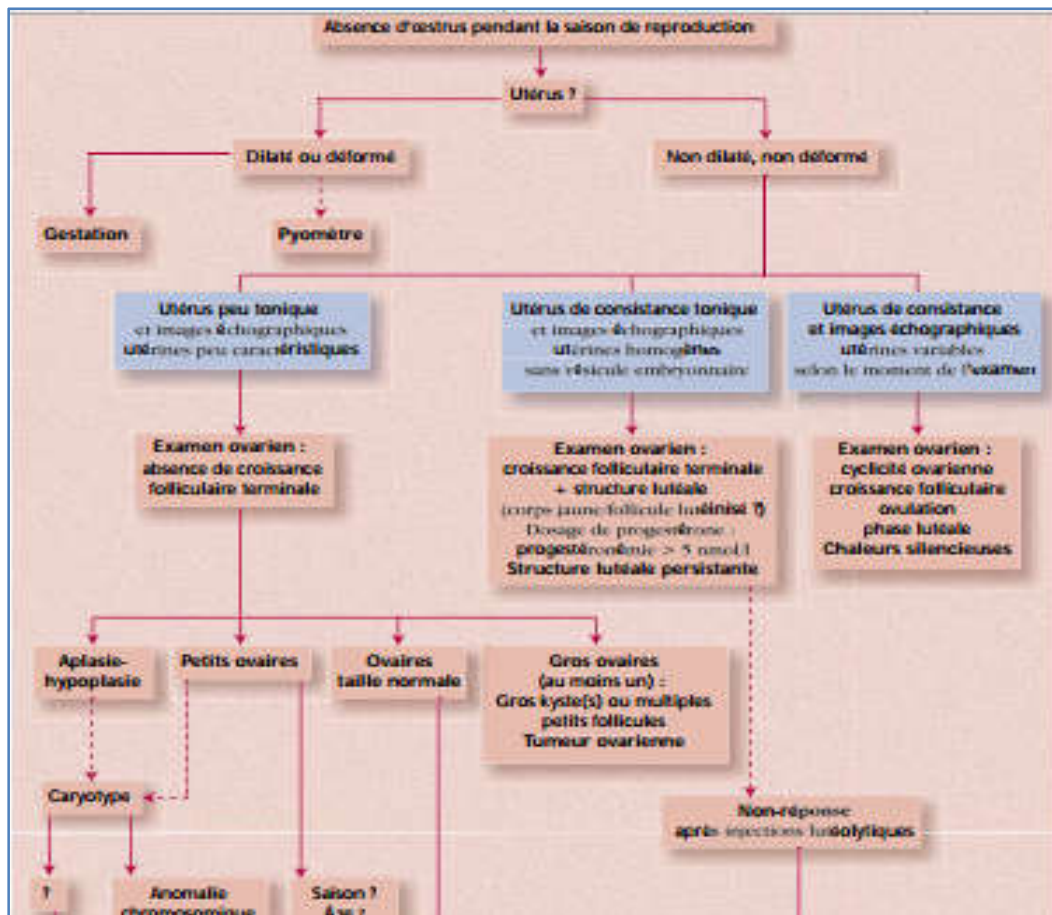 Absence d'œstrus pendant la saison de reproduction
Utérus ?
Dilaté ou déformé
Non dilaté, non déformé
Gestation
Pyomètre
Utérus peu tonique
et images échographiques
utérines peu caractéristiques
Utérus de consistance tonique
et images échographiques
utérines homogènes
sans vésicule embryonnaire
Utérus de consistance
et images échographiques
utérines variables
selon le moment de l'examen
Examen ovarien :
absence de croissance
folliculaire terminale
Examen ovarien :
croissance folliculaire terminale
+ structure lutéale
(corps jaune/follicule lutéinisé ?)
Dosage de progestérone :
progestéronémie > 5 nmol/l
Structure lutéale persistante
Examen ovarien :
cyclicité ovarienne
croissance folliculaire
ovulation
phase lutéale
Chaleurs silencieuses
Aplasie-
hypoplasie
Petits ovaires
Ovaires
taille normale
Gros ovaires
(au moins un) :
Gros kyste(s) ou multiples
petits follicules
Tumeur ovarienne
Caryotype
Non-réponse
après injections lutéolytiques
?
Anomalie
chromosomique
Saison ?
Âge ?